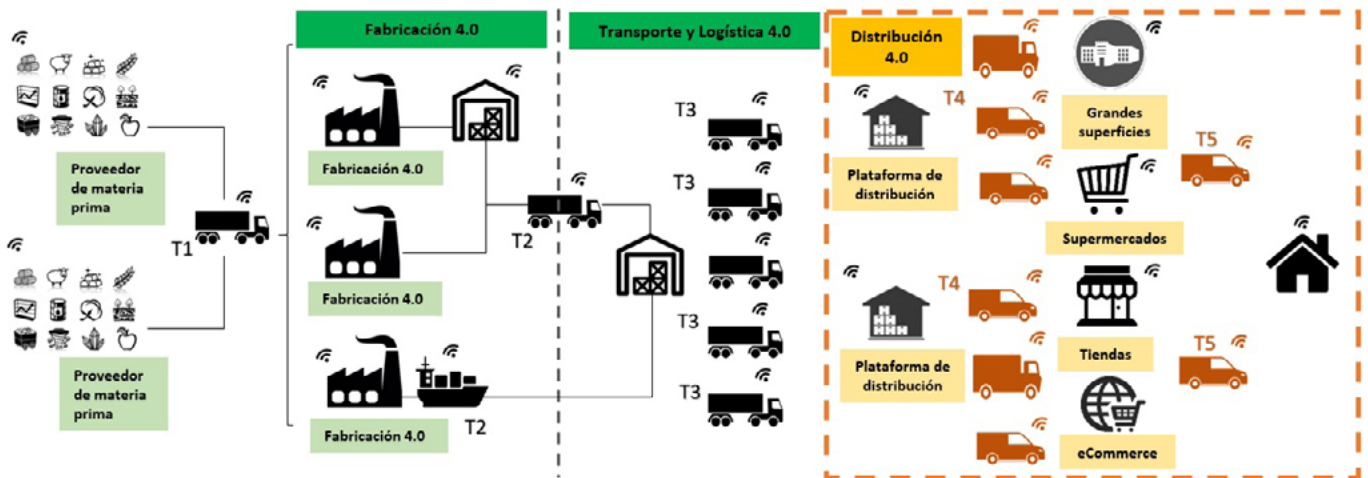 Fabricación 4.0
Transporte y Logística 4.0
Distribución
4.0
Proveedor
de materia
prima
T1
Proveedor
de materia
prima
Fabricación 4.0
Fabricación 4.0
Fabricación 4.0
T2
T2
T3
T3
T3
T3
T4
Plataforma de
distribución
Grandes
superficies
T5
Supermercados
T4
Plataforma de
distribución
Tiendas
T5
eCommerce